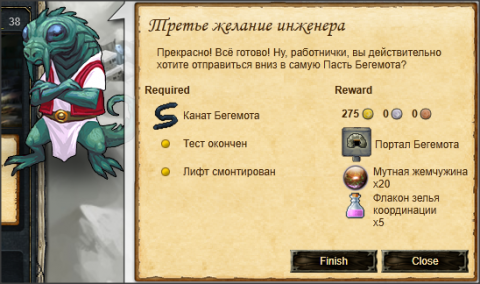 38
Третье желание инженера
Прекрасно! Всё готово! Ну, работнички, вы действительно
хотите отправиться вниз в самую Пасть Бегемота?
Required
Reward
Канат Бегемота
275 0 0
Тест окончен
Портал Бегемота
Лифт смонтирован
Мутная жемчужина
x20
Флакон зелья
координации
x5
Finish
Close